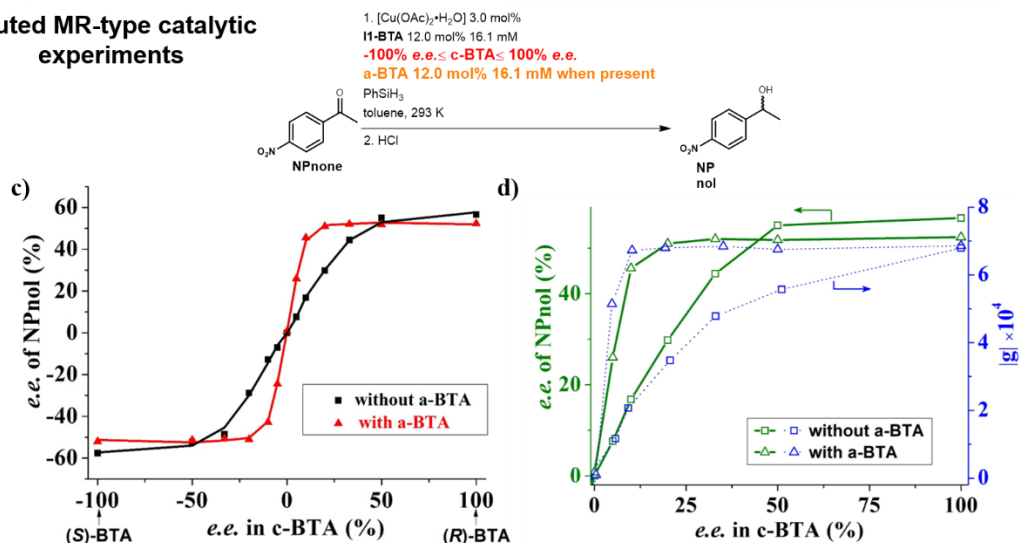 uted MR-type catalytic
experiments
1. [Cu(OAc)₂•H₂O] 3.0 mol%
l1-BTA 12.0 mol% 16.1 mM
-100% e.e.≤ c-BTA≤ 100% e.e.
a-BTA 12.0 mol% 16.1 mM when present
PhSiH₃
toluene, 293 K
2. HCl
O
O₂N
NPnone
OH
O₂N
NP
nol
c)
e.e. of NPnol (%)
60
40
20
0
-20
-40
-60
without a-BTA
with a-BTA
-100 -50 0 50 100
e.e. in c-BTA (%)
(S)-BTA (R)-BTA
d)
e.e. of NPnol (%)
40
20
0
8
6
4
2
0
|g| ×10⁴
without a-BTA
with a-BTA
0 25 50 75 100
e.e. in c-BTA (%)